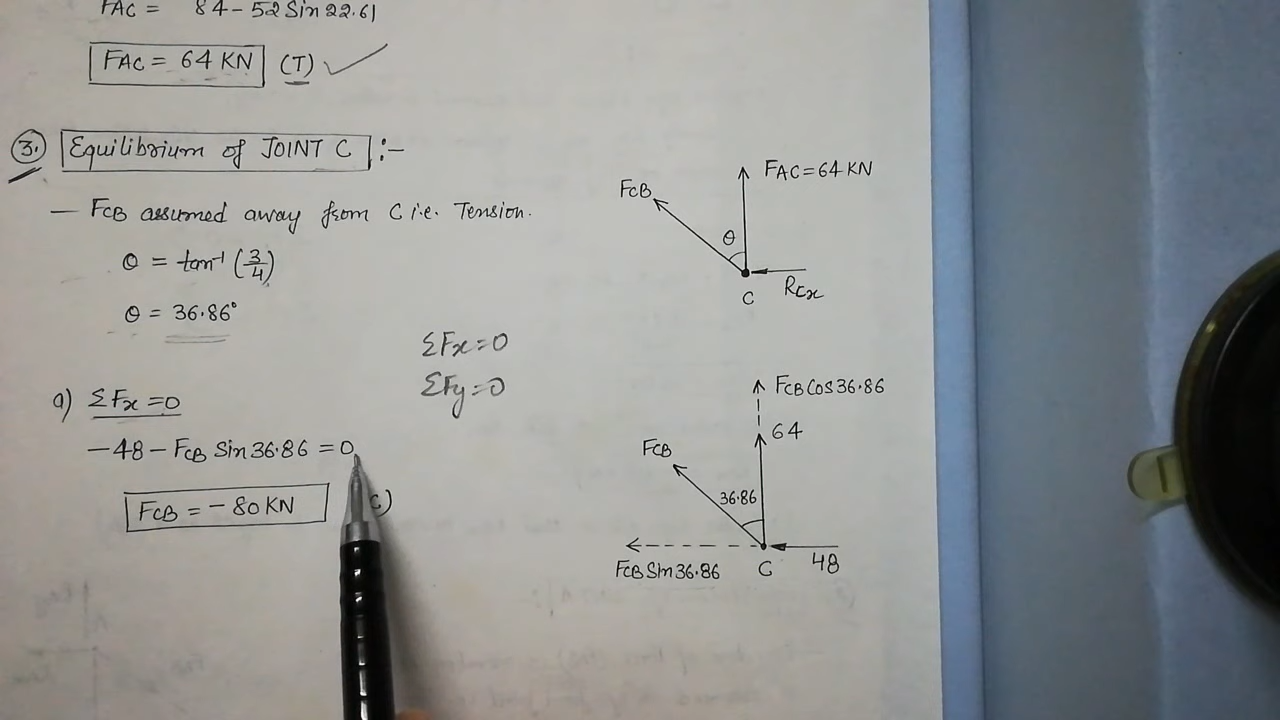 FAC = 84 - 52 Sin 22.61
FAC = 64 KN (T)
3. Equilibrium of JOINT C :-
— FCB assumed away from C i.e. Tension.
θ = tan⁻¹ (3/4)
θ = 36.86°
ΣFx = 0
ΣFy = 0
a) ΣFx = 0
-48 - FCB Sin 36.86 = 0
FCB = - 80 KN C)
FAC = 64 KN
FCB
θ
C
RCx
FCB Cos 36.86
64
FCB
36.86
FCB Sin 36.86
C
48